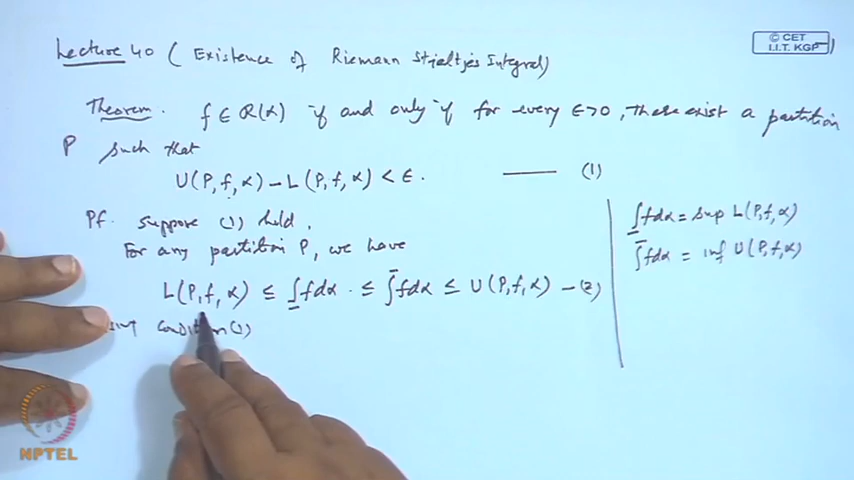 Lecture 40 ( Existence of Riemann Stieltjes Integral)
© CET
I.I.T. KGP
Theorem. f ∈ R(α) if and only if for every ε>0, There exist a partition
P such that
U(P,f,α) - L(P,f,α) < ε. —— (1)
Pf. Suppose (1) hold.
For any partition P, we have
L(P,f,α) ≤ ∫̲fdα ≤ ∫̄fdα ≤ U(P,f,α) —(2)
condition(1)
∫̲fdα = sup L(P,f,α)
∫̄fdα = inf U(P,f,α)
NPTEL